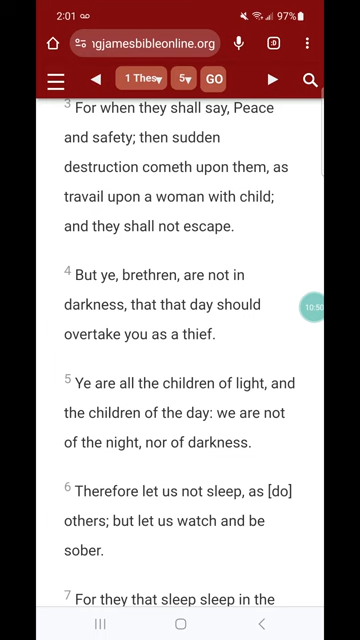 2:01
97%
ngjamesbibleonline.org
:D
1 Thes
5
GO
3 For when they shall say, Peace
and safety; then sudden
destruction cometh upon them, as
travail upon a woman with child;
and they shall not escape.
4 But ye, brethren, are not in
darkness, that that day should
overtake you as a thief.
10:50
5 Ye are all the children of light, and
the children of the day: we are not
of the night, nor of darkness.
6 Therefore let us not sleep, as [do]
others; but let us watch and be
sober.
7 For they that sleep sleep in the